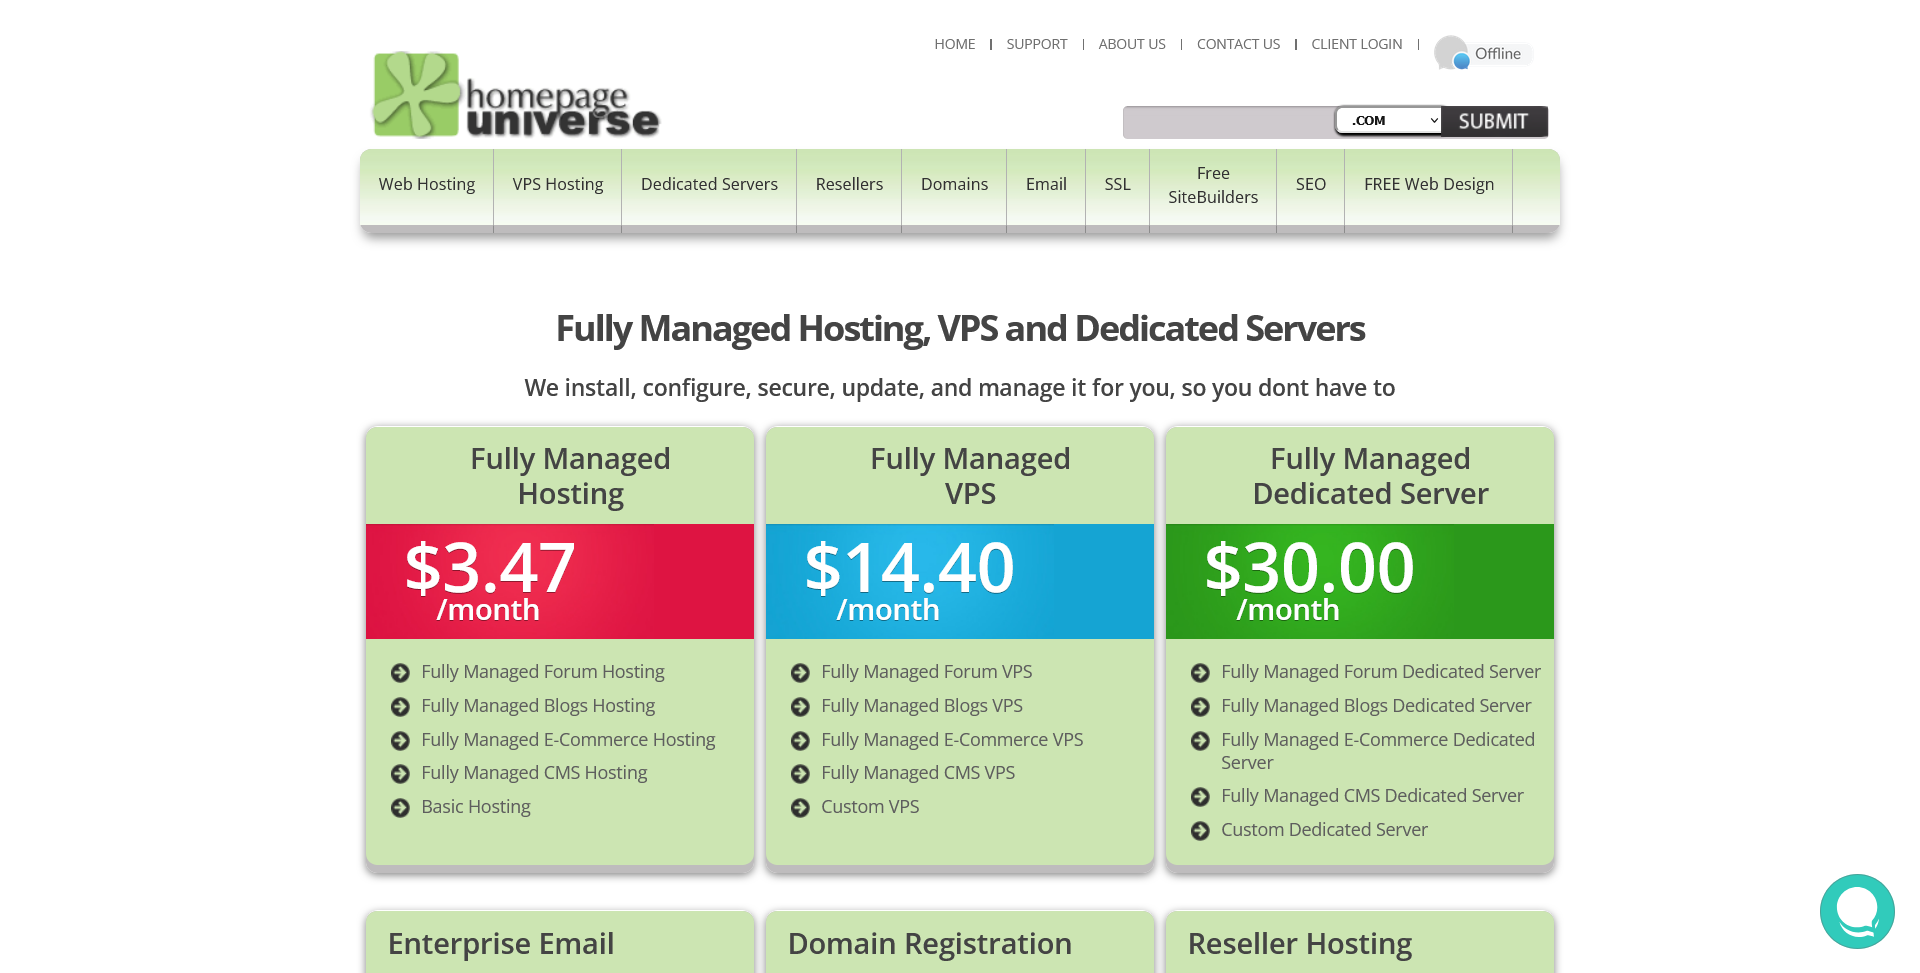 HOME
SUPPORT
ABOUT US
CONTACT US
CLIENT LOGIN
Offline
homepage
universe
.COM
SUBMIT
Web Hosting
VPS Hosting
Dedicated Servers
Resellers
Domains
Email
SSL
Free
SiteBuilders
SEO
FREE Web Design
Fully Managed Hosting, VPS and Dedicated Servers
We install, configure, secure, update, and manage it for you, so you dont have to
Fully Managed
Hosting
$3.47
/month
Fully Managed Forum Hosting
Fully Managed Blogs Hosting
Fully Managed E-Commerce Hosting
Fully Managed CMS Hosting
Basic Hosting
Fully Managed
VPS
$14.40
/month
Fully Managed Forum VPS
Fully Managed Blogs VPS
Fully Managed E-Commerce VPS
Fully Managed CMS VPS
Custom VPS
Fully Managed
Dedicated Server
$30.00
/month
Fully Managed Forum Dedicated Server
Fully Managed Blogs Dedicated Server
Fully Managed E-Commerce Dedicated
Server
Fully Managed CMS Dedicated Server
Custom Dedicated Server
Enterprise Email
Domain Registration
Reseller Hosting